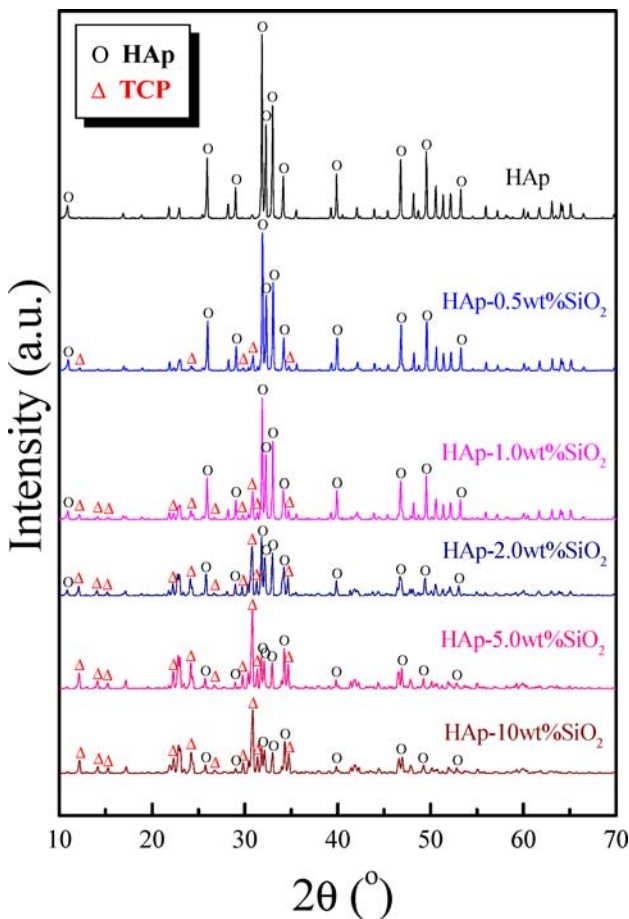 O HAp
Δ TCP
HAp
HAp-0.5wt%SiO₂
HAp-1.0wt%SiO₂
HAp-2.0wt%SiO₂
HAp-5.0wt%SiO₂
HAp-10wt%SiO₂
Intensity (a.u.)
10 20 30 40 50 60 70
2θ (°)